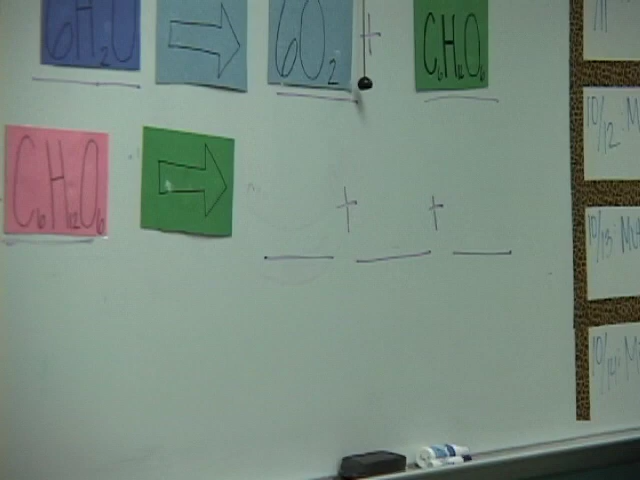 6H₂O 6O₂ + C₆H₁₂O₆
C₆H₁₂O₆ + +
10/12: M
10/13:
10/14: M